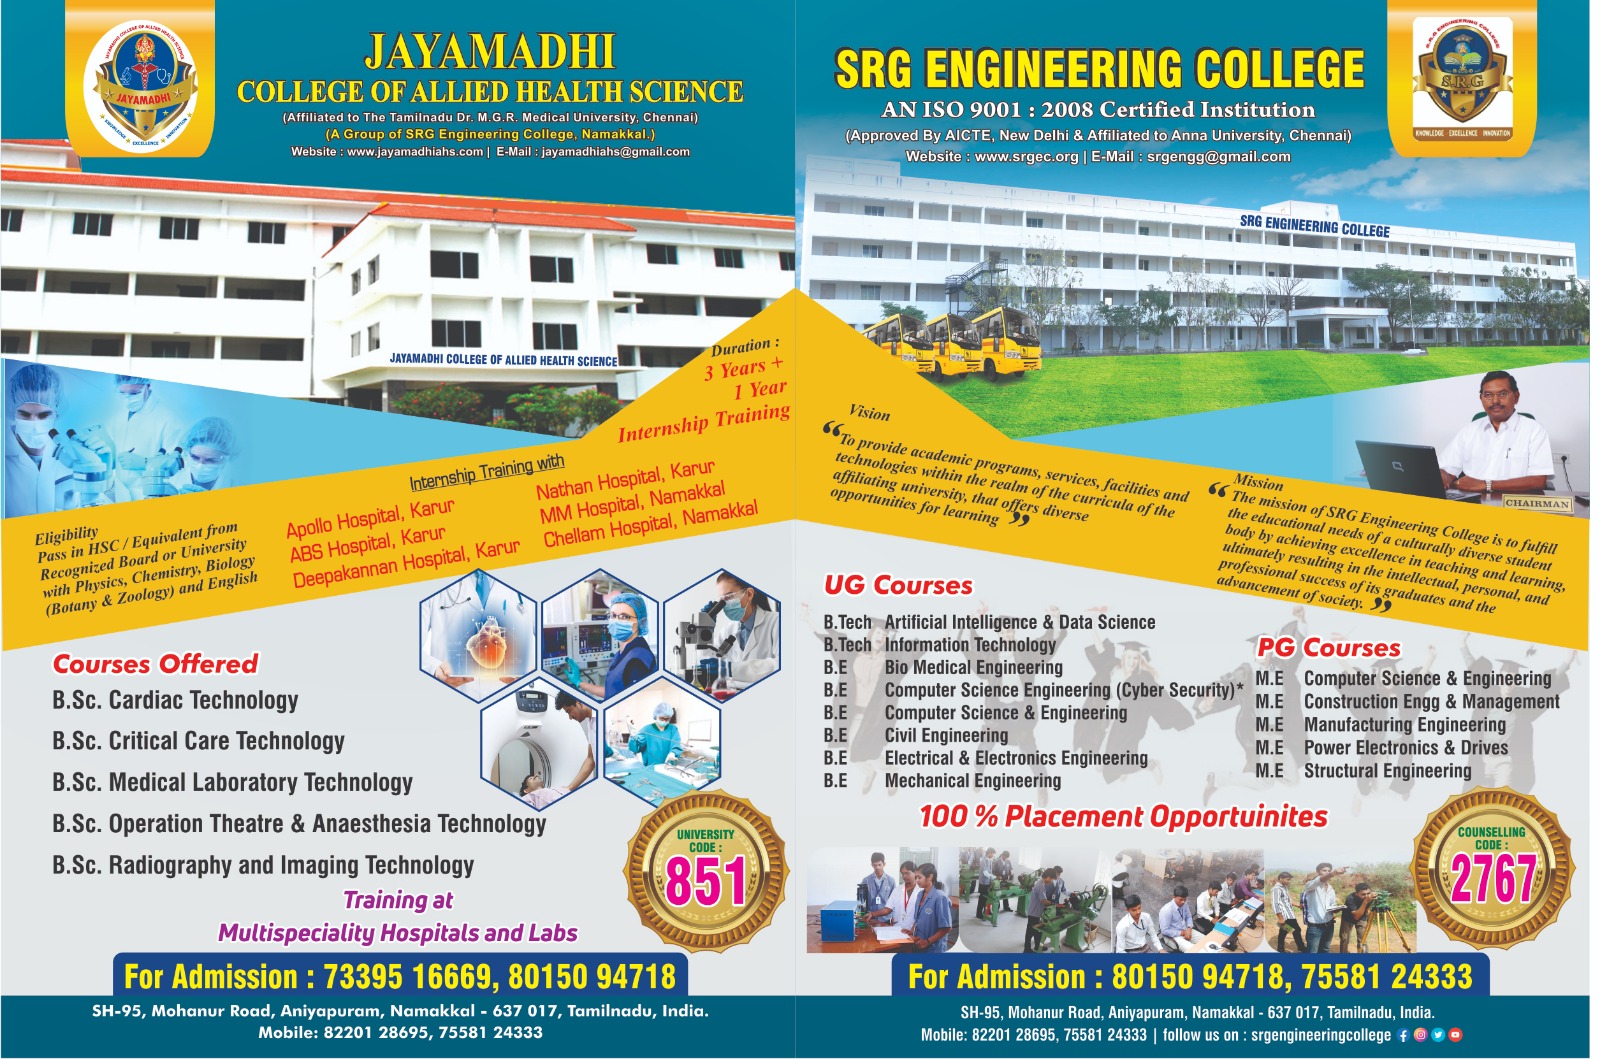 JAYAMADHI COLLEGE OF ALLIED HEALTH SCIENCE
JAYAMADHI
KNOWLEDGE
EXCELLENCE
INNOVATION
JAYAMADHI
COLLEGE OF ALLIED HEALTH SCIENCE
(Affiliated to The Tamilnadu Dr. M.G.R. Medical University, Chennai)
(A Group of SRG Engineering College, Namakkal.)
Website : www.jayamadhiahs.com | E-Mail : jayamadhiahs@gmail.com
JAYAMADHI COLLEGE OF ALLIED HEALTH SCIENCE
Duration :
3 Years +
1 Year
Internship Training
Internship Training with
Apollo Hospital, Karur
ABS Hospital, Karur
Deepakannan Hospital, Karur
Nathan Hospital, Karur
MM Hospital, Namakkal
Chellam Hospital, Namakkal
Eligibility
Pass in HSC / Equivalent from
Recognized Board or University
with Physics, Chemistry, Biology
(Botany & Zoology) and English
Courses Offered
B.Sc. Cardiac Technology
B.Sc. Critical Care Technology
B.Sc. Medical Laboratory Technology
B.Sc. Operation Theatre & Anaesthesia Technology
B.Sc. Radiography and Imaging Technology
Training at
Multispeciality Hospitals and Labs
UNIVERSITY
CODE :
851
For Admission : 73395 16669, 80150 94718
SH-95, Mohanur Road, Aniyapuram, Namakkal - 637 017, Tamilnadu, India.
Mobile: 82201 28695, 75581 24333
SRG ENGINEERING COLLEGE
AN ISO 9001 : 2008 Certified Institution
(Approved By AICTE, New Delhi & Affiliated to Anna University, Chennai)
Website : www.srgec.org | E-Mail : srgengg@gmail.com
S.R.G ENGINEERING COLLEGE
S.R.G
KNOWLEDGE EXCELLENCE INNOVATION
SRG ENGINEERING COLLEGE
Vision
“To provide academic programs, services, facilities and
technologies within the realm of the curricula of the
affiliating university, that offers diverse
opportunities for learning ”
CHAIRMAN
Mission
“The mission of SRG Engineering College is to fulfill
the educational needs of a culturally diverse student
body by achieving excellence in teaching and learning,
ultimately resulting in the intellectual, personal, and
professional success of its graduates and the
advancement of society. ”
UG Courses
B.Tech Artificial Intelligence & Data Science
B.Tech Information Technology
B.E Bio Medical Engineering
B.E Computer Science Engineering (Cyber Security)*
B.E Computer Science & Engineering
B.E Civil Engineering
B.E Electrical & Electronics Engineering
B.E Mechanical Engineering
PG Courses
M.E Computer Science & Engineering
M.E Construction Engg & Management
M.E Manufacturing Engineering
M.E Power Electronics & Drives
M.E Structural Engineering
100 % Placement Opportuinites
COUNSELLING
CODE :
2767
For Admission : 80150 94718, 75581 24333
SH-95, Mohanur Road, Aniyapuram, Namakkal - 637 017, Tamilnadu, India.
Mobile: 82201 28695, 75581 24333 | follow us on : srgengineeringcollege